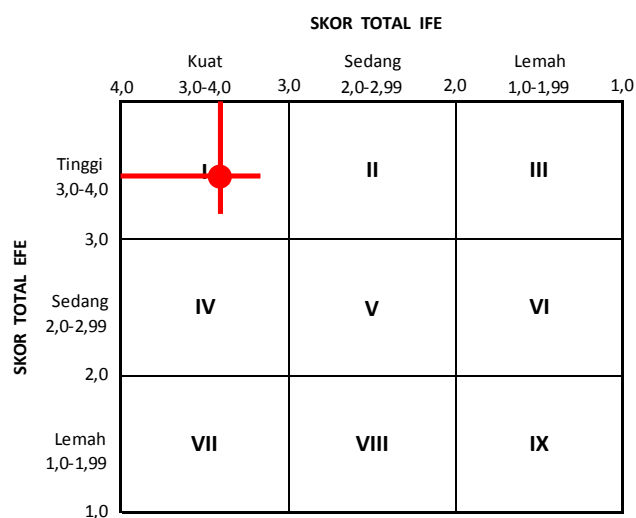 SKOR TOTAL IFE
Kuat Sedang Lemah
4,0 3,0-4,0 3,0 2,0-2,99 2,0 1,0-1,99 1,0
Tinggi
3,0-4,0
I II III
3,0
SKOR TOTAL EFE
Sedang
2,0-2,99
IV V VI
2,0
Lemah
1,0-1,99
VII VIII IX
1,0